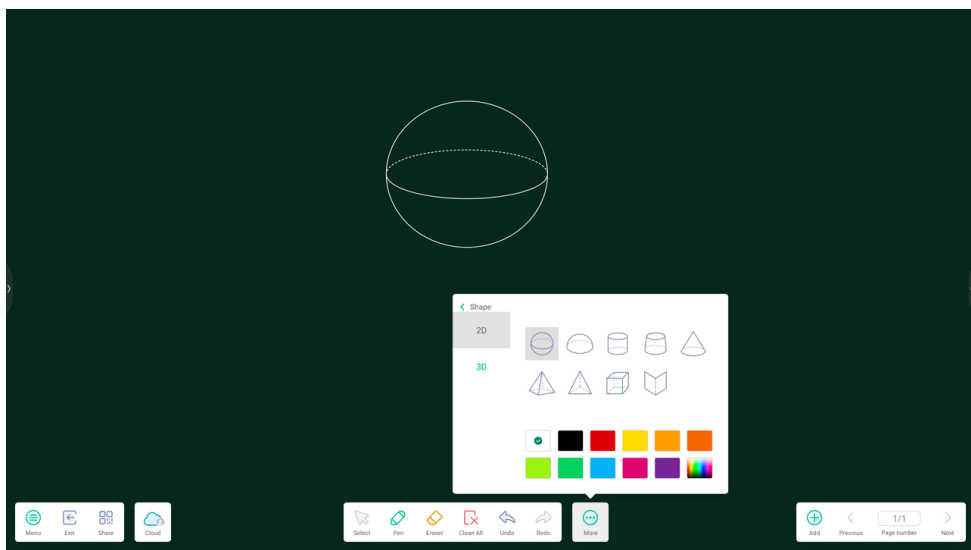 Shape
2D
3D
Menu
Exit
Share
Cloud
Select
Pen
Eraser
Clean All
Undo
Redo
More
Add
Previous
1/1
Page number
Next